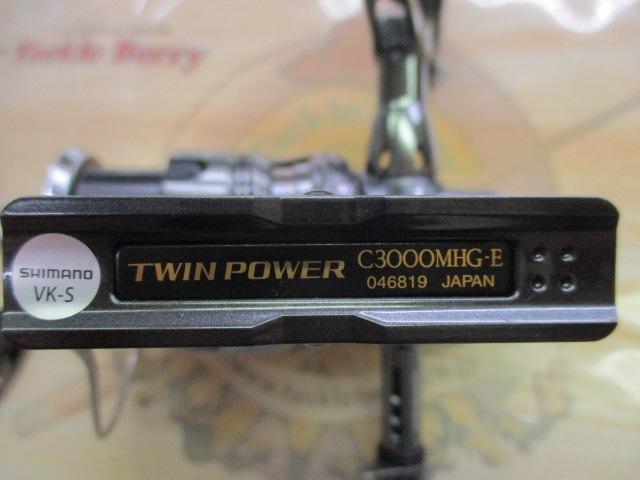 Tackle Berry
SHIMANO
VK-S
TWIN POWER C3000MHG-E
046819 JAPAN